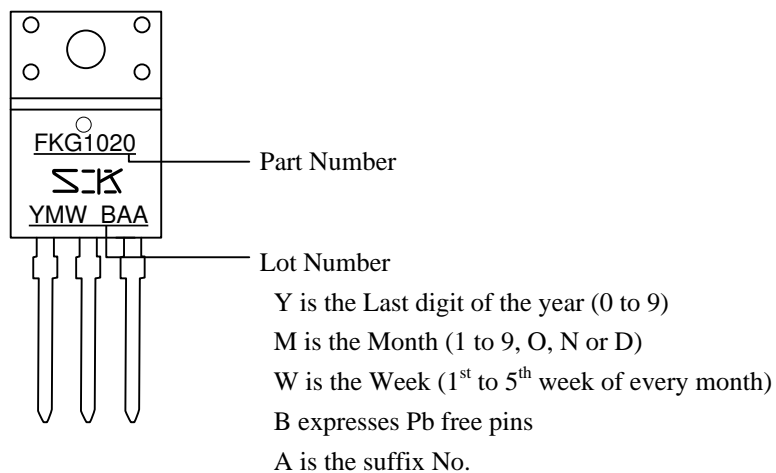 FKG1020
Part Number
SK
YMW BAA
Lot Number
Y is the Last digit of the year (0 to 9)
M is the Month (1 to 9, O, N or D)
W is the Week (1st to 5th week of every month)
B expresses Pb free pins
A is the suffix No.